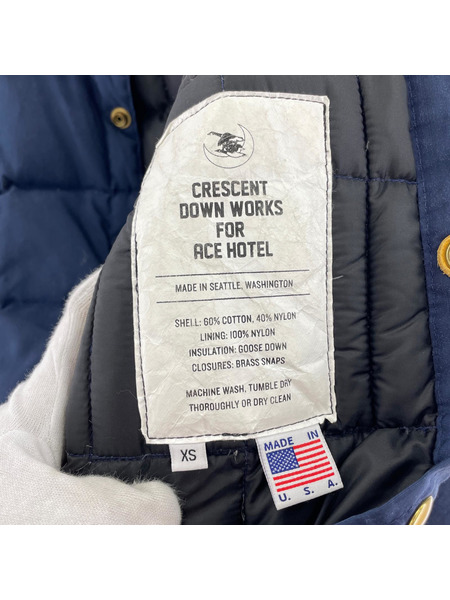 CRESCENT
DOWN WORKS
FOR
ACE HOTEL
MADE IN SEATTLE, WASHINGTON
SHELL: 60% COTTON, 40% NYLON
LINING: 100% NYLON
INSULATION: GOOSE DOWN
CLOSURES: BRASS SNAPS
MACHINE WASH, TUMBLE DRY
THOROUGHLY OR DRY CLEAN
XS
MADE IN
U. S. A.